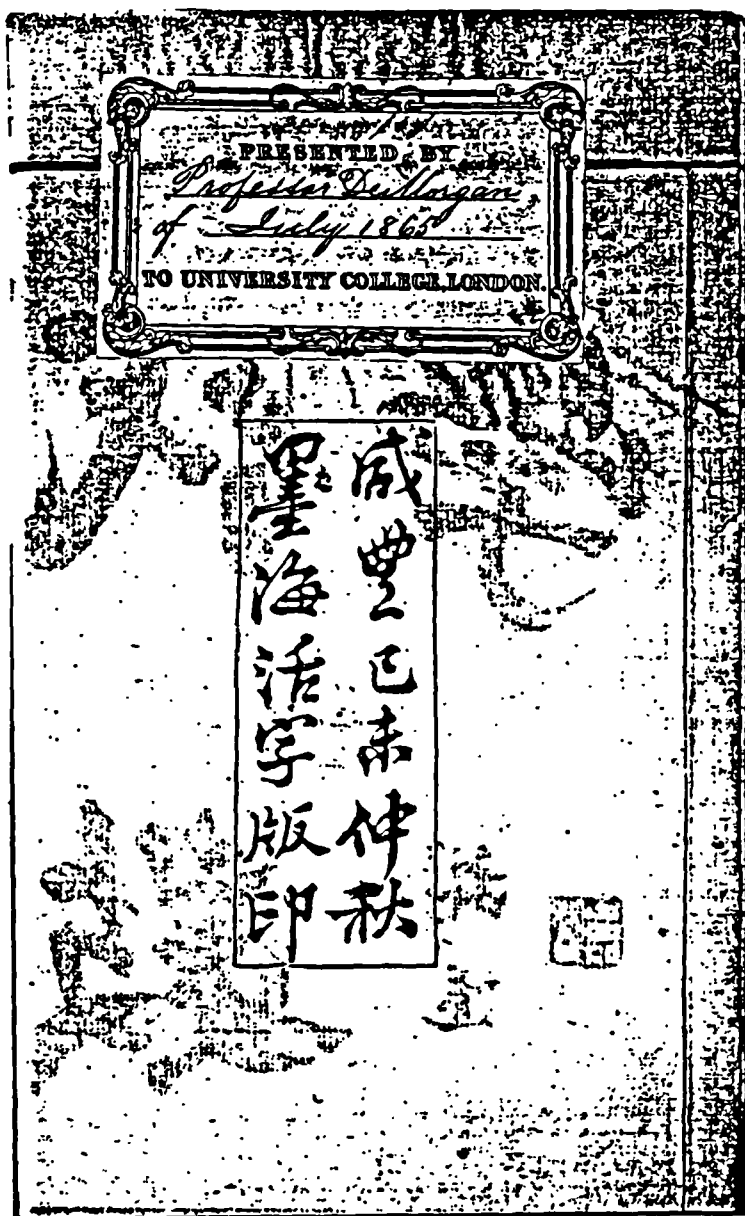 PRESENTED BY
Professor De Morgan
of July 1865
TO UNIVERSITY COLLEGE, LONDON.
咸豐己未仲秋
墨海活字版印